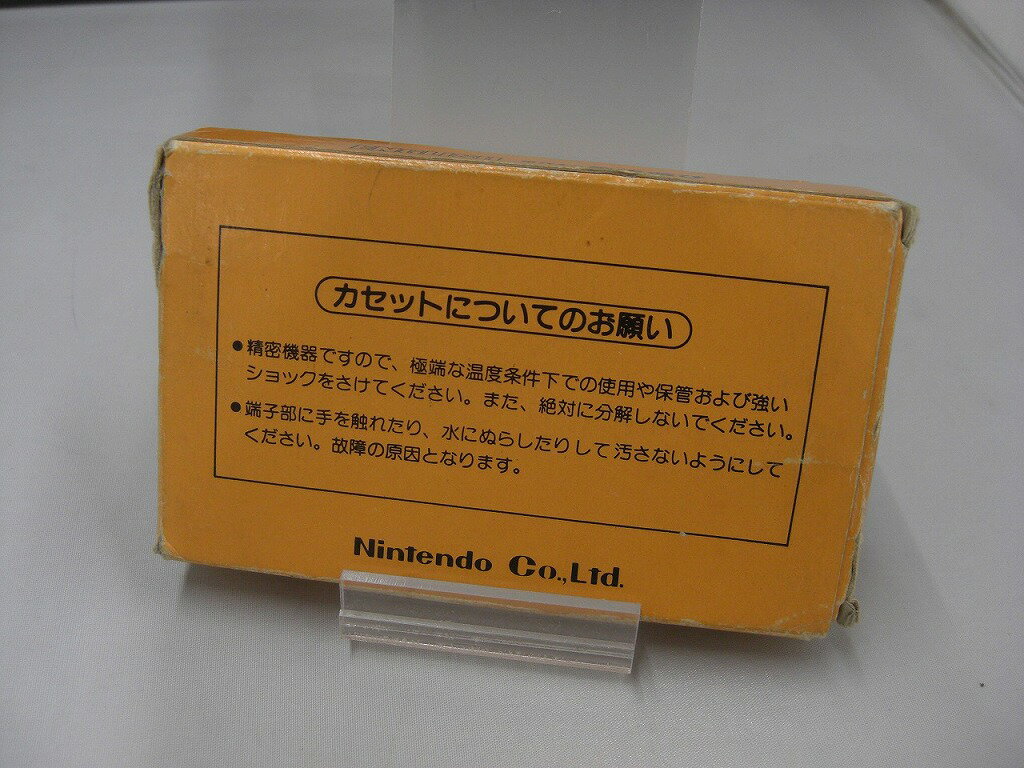 カセットについてのお願い
●精密機器ですので、極端な温度条件下での使用や保管および強い
ショックをさけてください。また、絶対に分解しないでください。
●端子部に手を触れたり、水にぬらしたりして汚さないようにして
ください。故障の原因となります。
Nintendo Co.,Ltd.